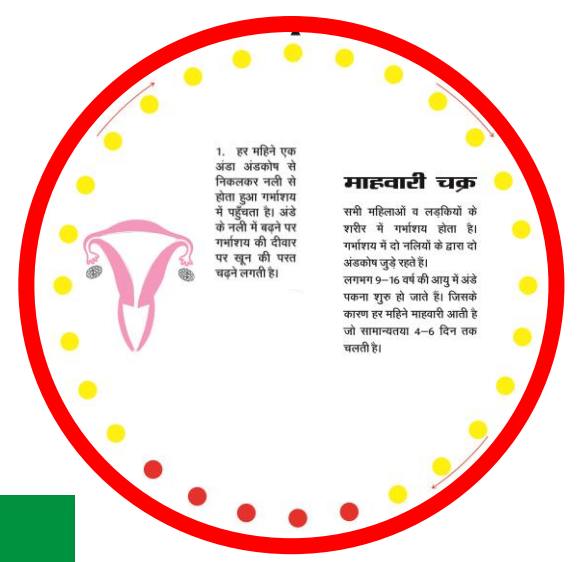 1. हर महिने एक
अंडा अंडकोष से
निकलकर नली से
होता हुआ गर्भाशय
में पहुँचता है। अंडे
के नली में बढ़ने पर
गर्भाशय की दीवार
पर खून की परत
चढ़ने लगती है।
माहवारी चक्र
सभी महिलाओं व लड़कियों के
शरीर में गर्भाशय होता है।
गर्भाशय में दो नलियों के द्वारा दो
अंडकोष जुड़े रहते हैं।
लगभग 9–16 वर्ष की आयु में अंडे
पकना शुरु हो जाते हैं। जिसके
कारण हर महिने माहवारी आती है
जो सामान्यतया 4–6 दिन तक
चलती है।